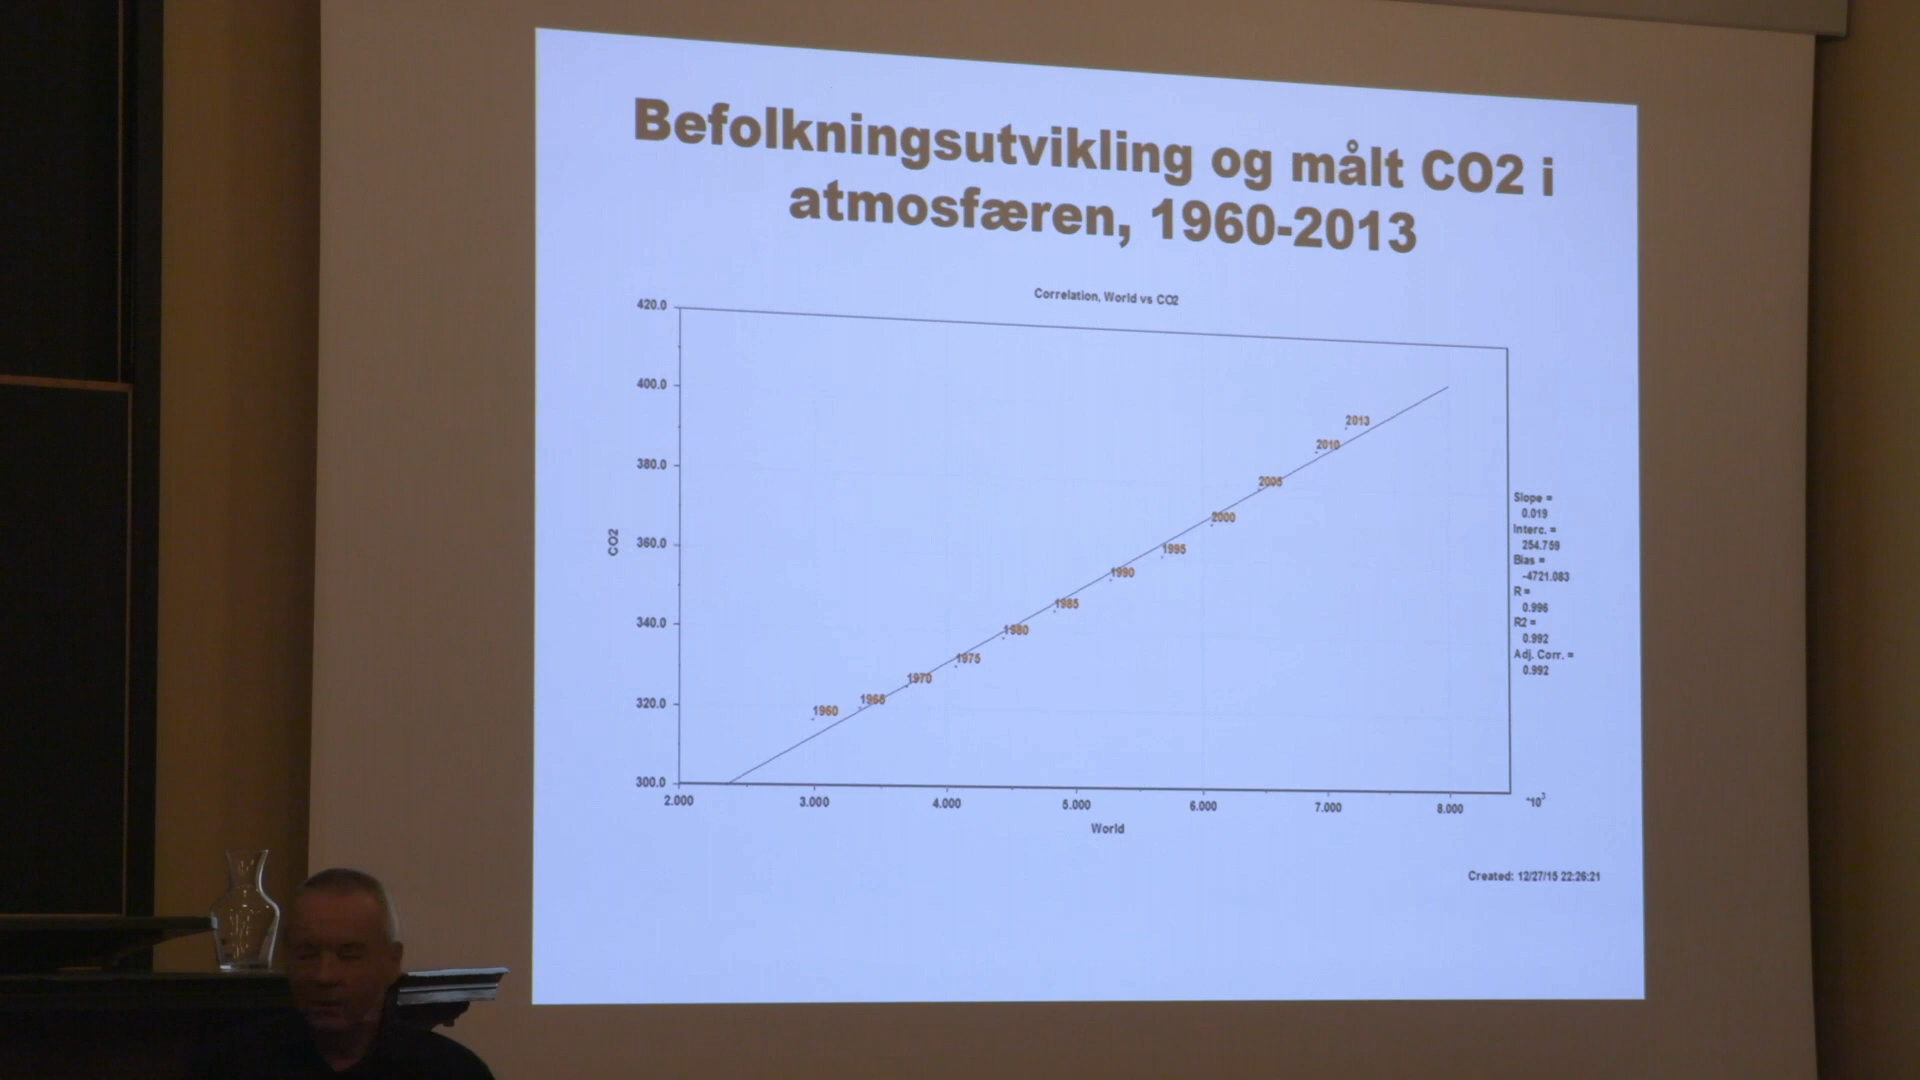 Befolkningsutvikling og målt CO2 i
atmosfæren, 1960-2013
Correlation, World vs CO2
420.0
400.0
380.0
360.0
340.0
320.0
300.0
CO2
2013
2010
2005
2000
1995
1990
1985
1980
1975
1970
1965
1960
2.000
3.000
4.000
5.000
6.000
7.000
8.000
*10³
World
Slope =
0.019
Interc. =
254.759
Bias =
-4721.083
R =
0.996
R2 =
0.992
Adj. Corr. =
0.992
Created: 12/27/15 22:26:21